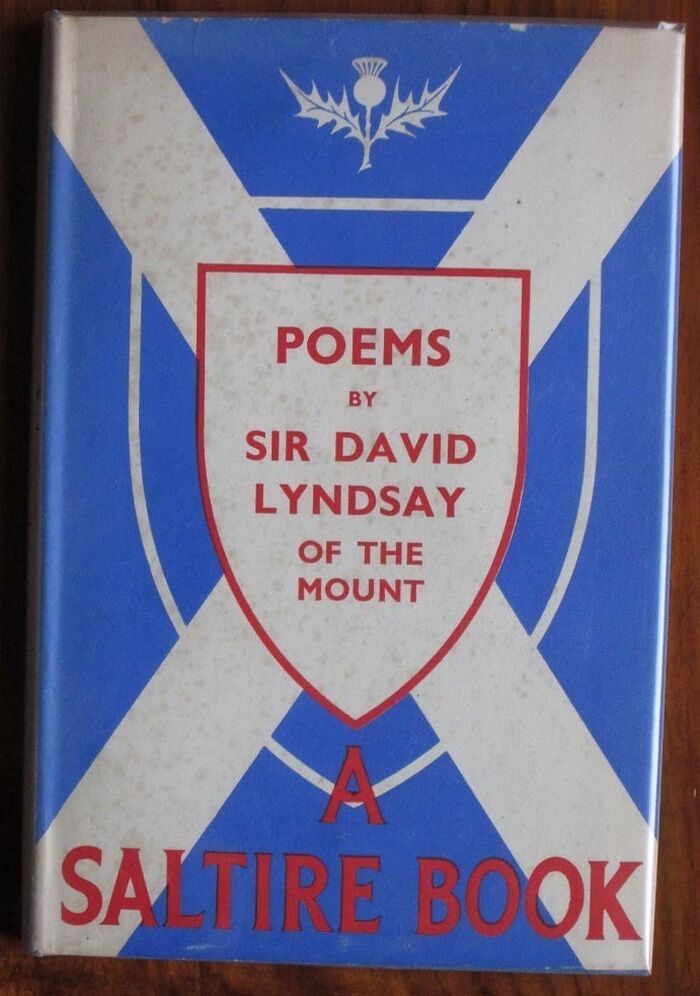 POEMS
BY
SIR DAVID
LYNDSAY
OF THE
MOUNT
A
SALTIRE BOOK